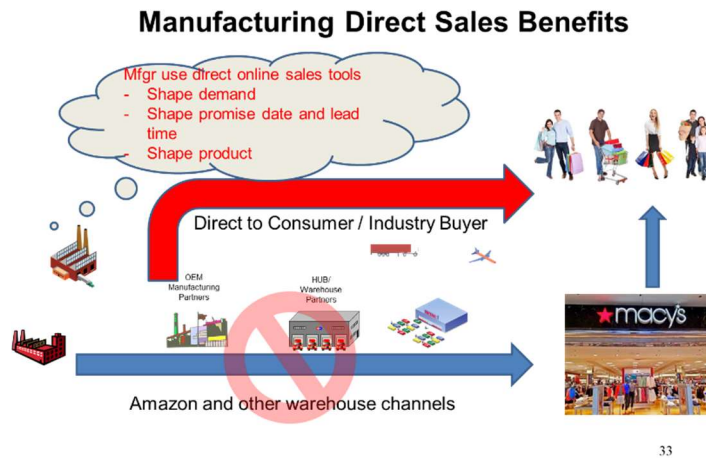 Manufacturing Direct Sales Benefits
Mfgr use direct online sales tools
- Shape demand
- Shape promise date and lead
time
- Shape product
Direct to Consumer / Industry Buyer
OEM
Manufacturing
Partners
HUB/
Warehouse
Partners
macy's
Amazon and other warehouse channels
33